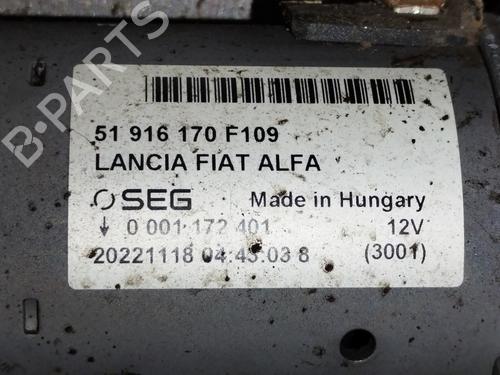 51 916 170 F109
LANCIA FIAT ALFA
SEG Made in Hungary
0 001 172 401 12V
20221118 04:43:03 8 (3001)
B-PARTS